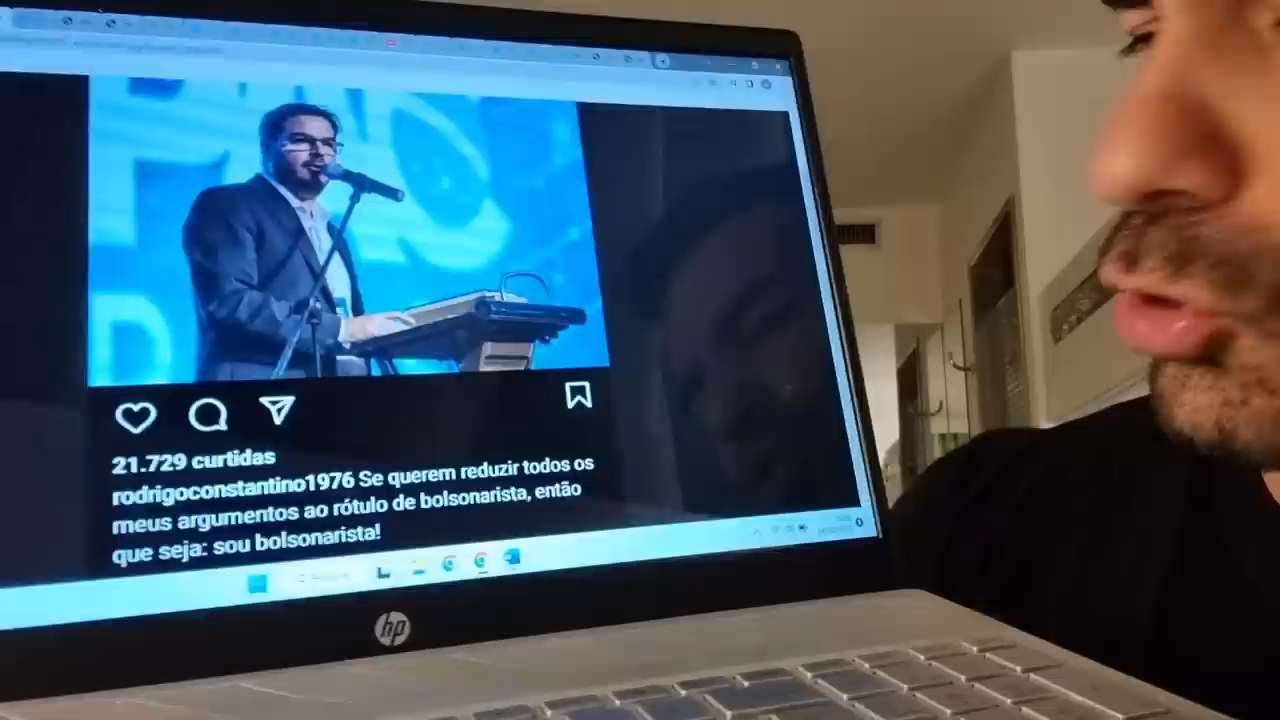 21.729 curtidas
rodrigoconstantino1976 Se querem reduzir todos os
meus argumentos ao rótulo de bolsonarista, então
que seja: sou bolsonarista!
hp